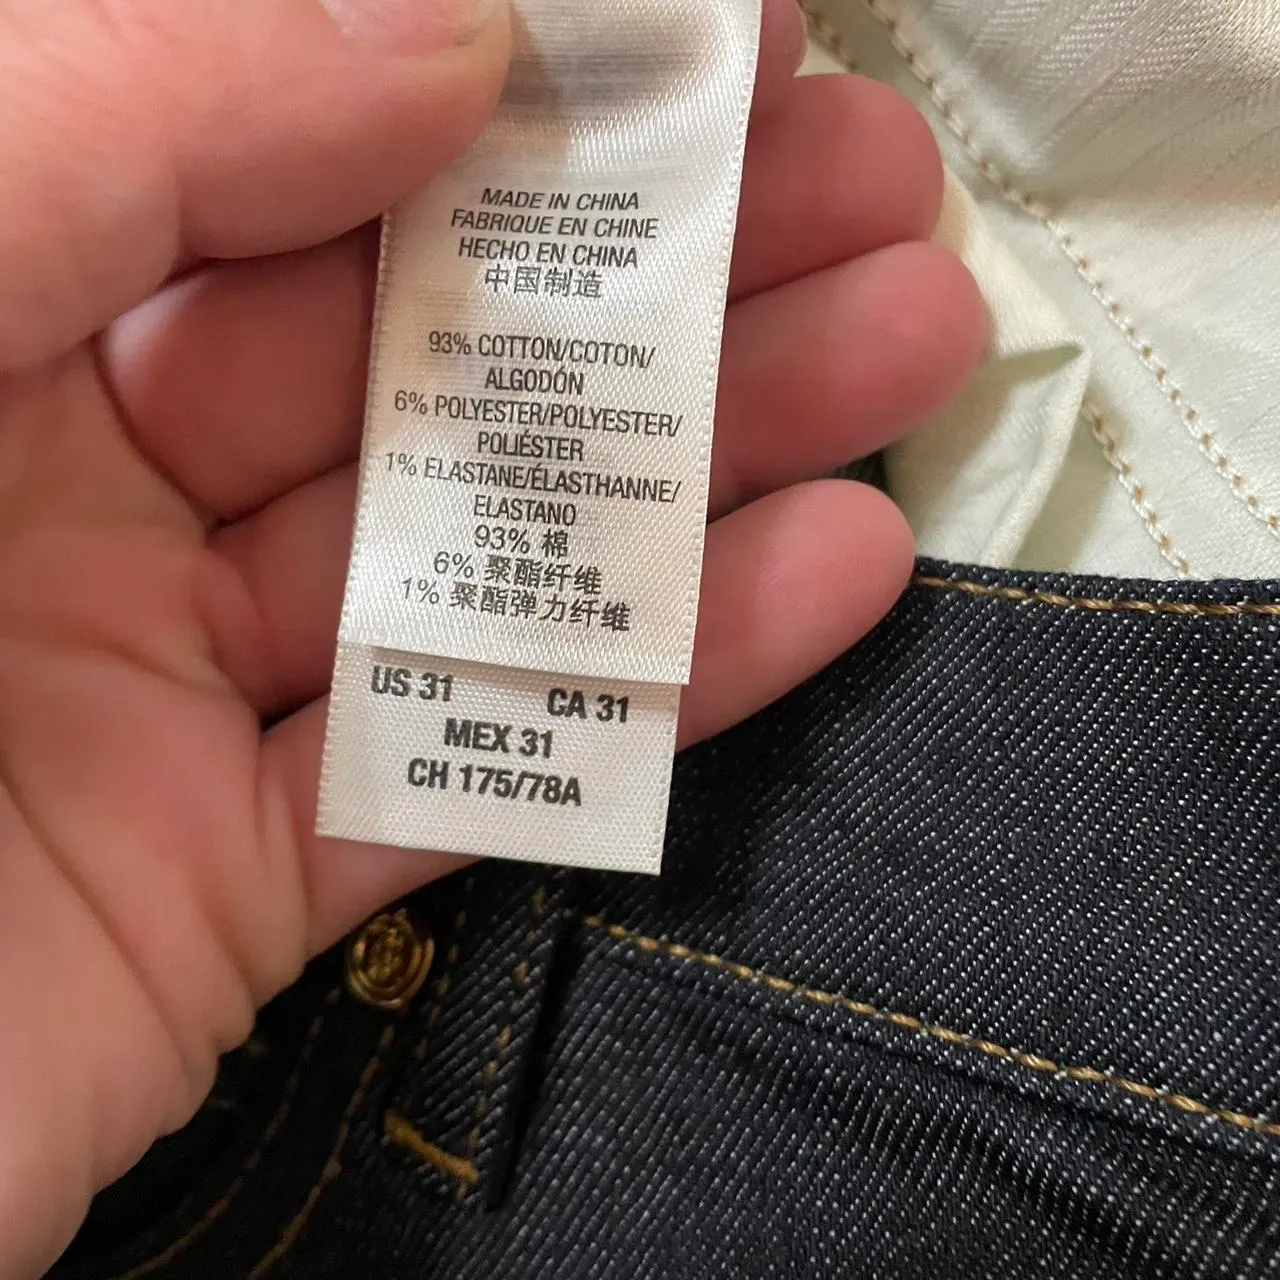 MADE IN CHINA
FABRIQUE EN CHINE
HECHO EN CHINA
中国制造
93% COTTON/COTON/
ALGODÓN
6% POLYESTER/POLYESTER/
POLIÉSTER
1% ELASTANE/ÉLASTHANNE/
ELASTANO
93% 棉
6% 聚酯纤维
1% 聚酯弹力纤维
US 31 CA 31
MEX 31
CH 175/78A